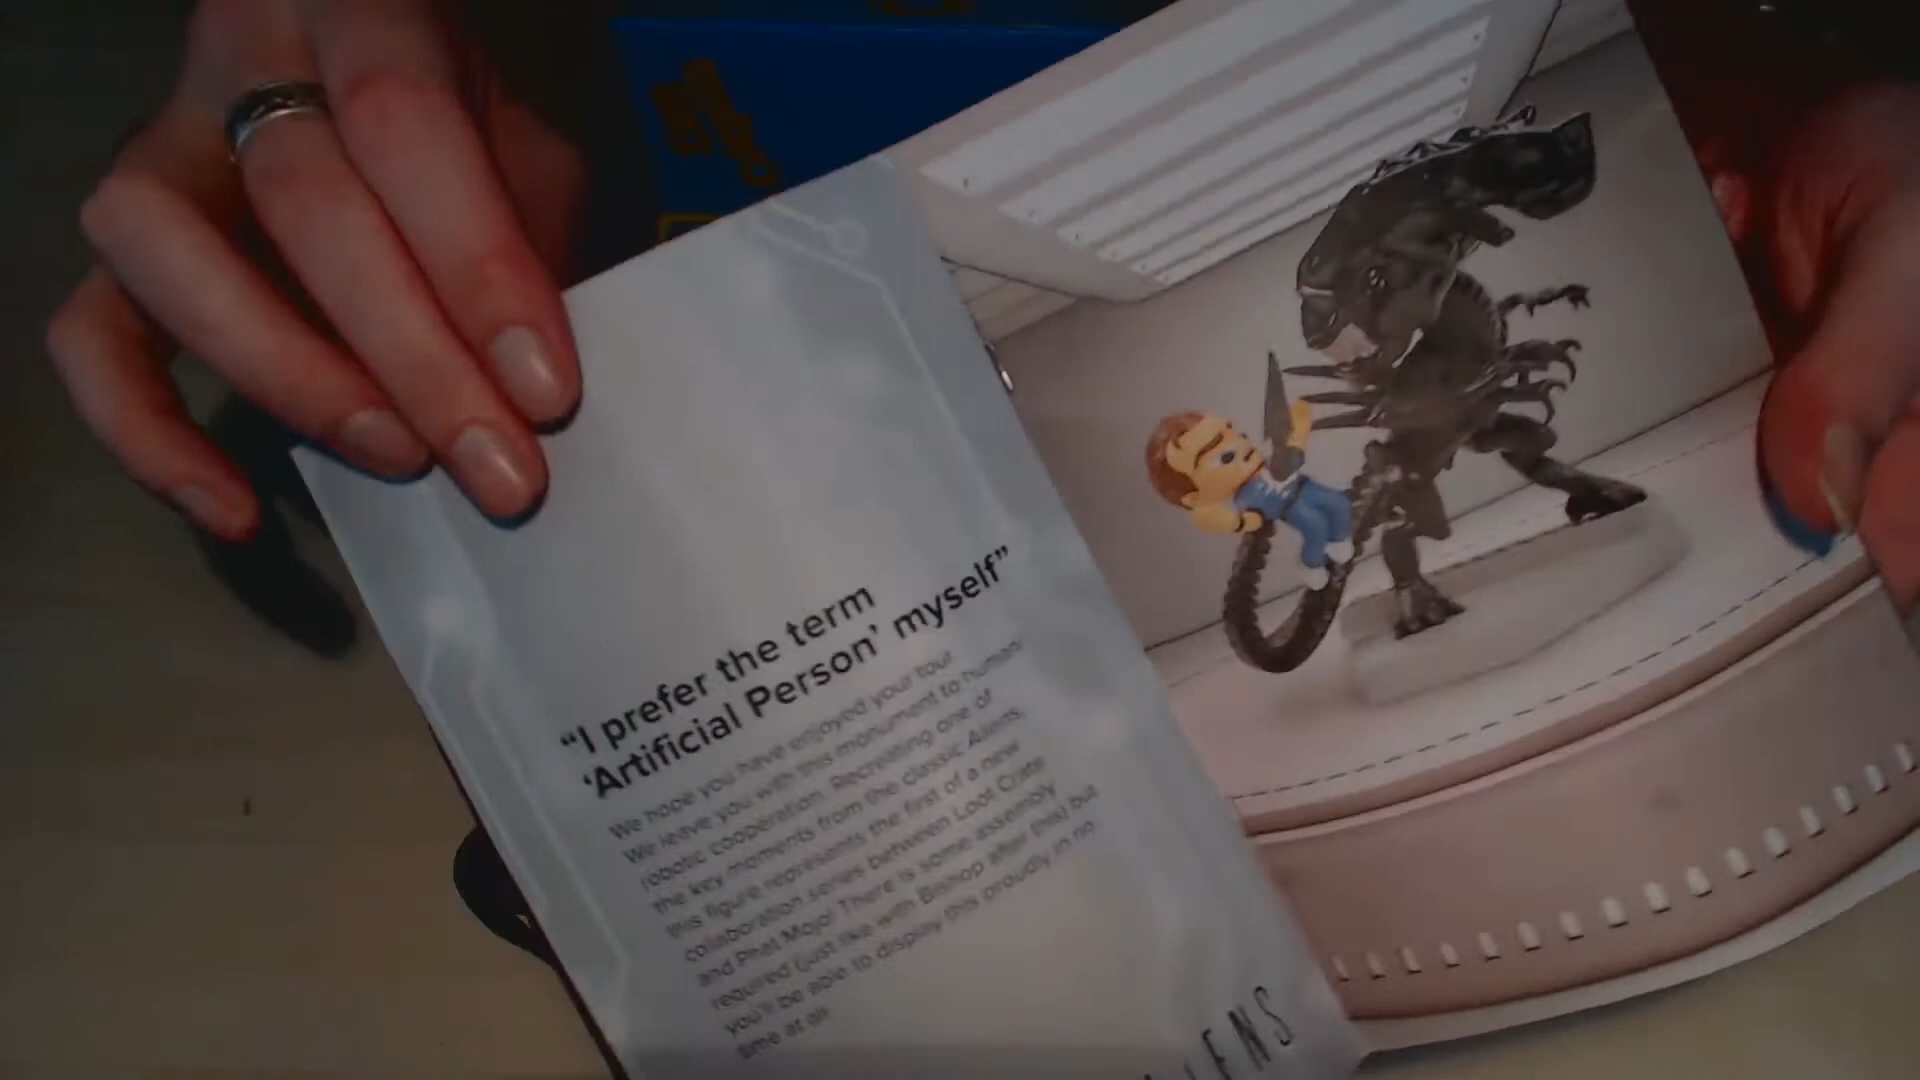 “I prefer the term
‘Artificial Person’ myself”
We hope you have enjoyed your tour.
We leave you with this monument to human/
robotic cooperation. Recreating one of
the key moments from the classic Aliens,
this figure represents the first of a new
collaboration series between Loot Crate
and Phat Mojo! There is some assembly
required (just like with Bishop after this) but
you'll be able to display this proudly in no
time at all.